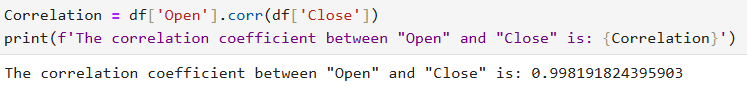 Correlation = df['Open'].corr(df['Close'])
print(f'The correlation coefficient between "Open" and "Close" is: {Correlation}')
The correlation coefficient between "Open" and "Close" is: 0.998191824395903